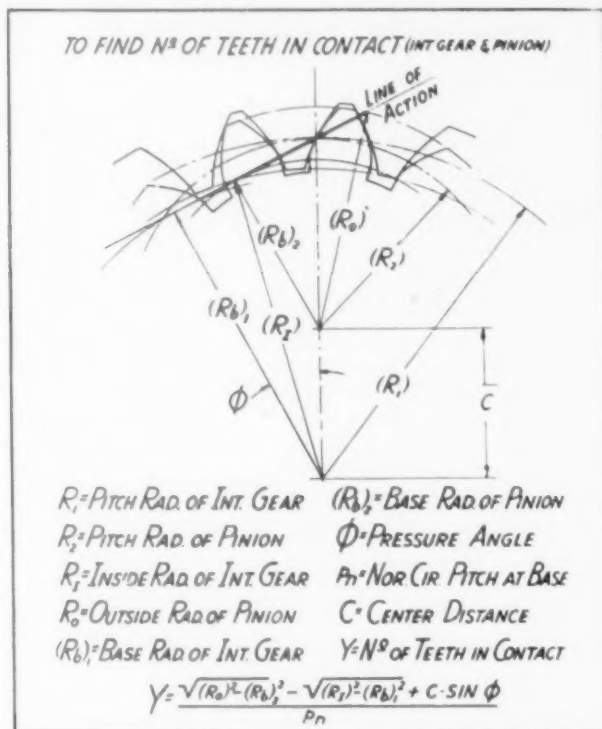 TO FIND Nº OF TEETH IN CONTACT (INT GEAR & PINION)
LINE OF
ACTION
(Rb)₂
(Ro)
(R₂)
(Rb)₁
(RI)
(R₁)
C
ϕ
R₁=PITCH RAD. OF INT. GEAR
(Rb)₂=BASE RAD. OF PINION
R₂=PITCH RAD. OF PINION
ϕ=PRESSURE ANGLE
RI=INSIDE RAD. OF INT. GEAR
Pn=NOR CIR. PITCH AT BASE
Ro=OUTSIDE RAD. OF PINION
C=CENTER DISTANCE
(Rb)₁=BASE RAD. OF INT. GEAR
Y=Nº OF TEETH IN CONTACT
Y=(√((Ro)²-(Rb)₂²) - √((RI)²-(Rb)₁²) + C·SIN ϕ)/Pn